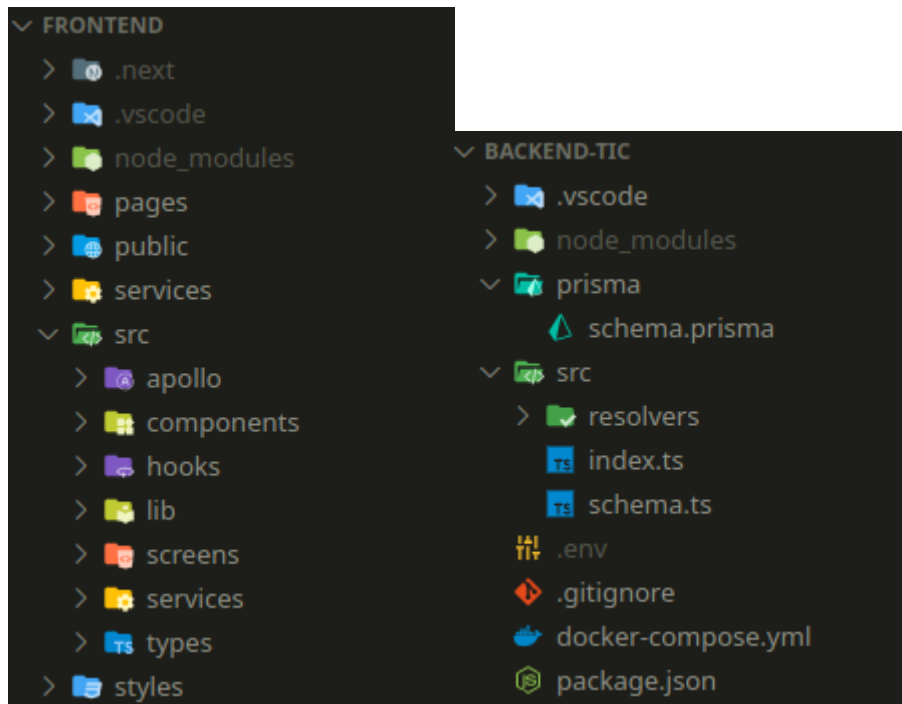 FRONTEND
.next
.vscode
node_modules
pages
public
services
src
apollo
components
hooks
lib
screens
services
types
styles
BACKEND-TIC
.vscode
node_modules
prisma
schema.prisma
src
resolvers
index.ts
schema.ts
.env
.gitignore
docker-compose.yml
package.json